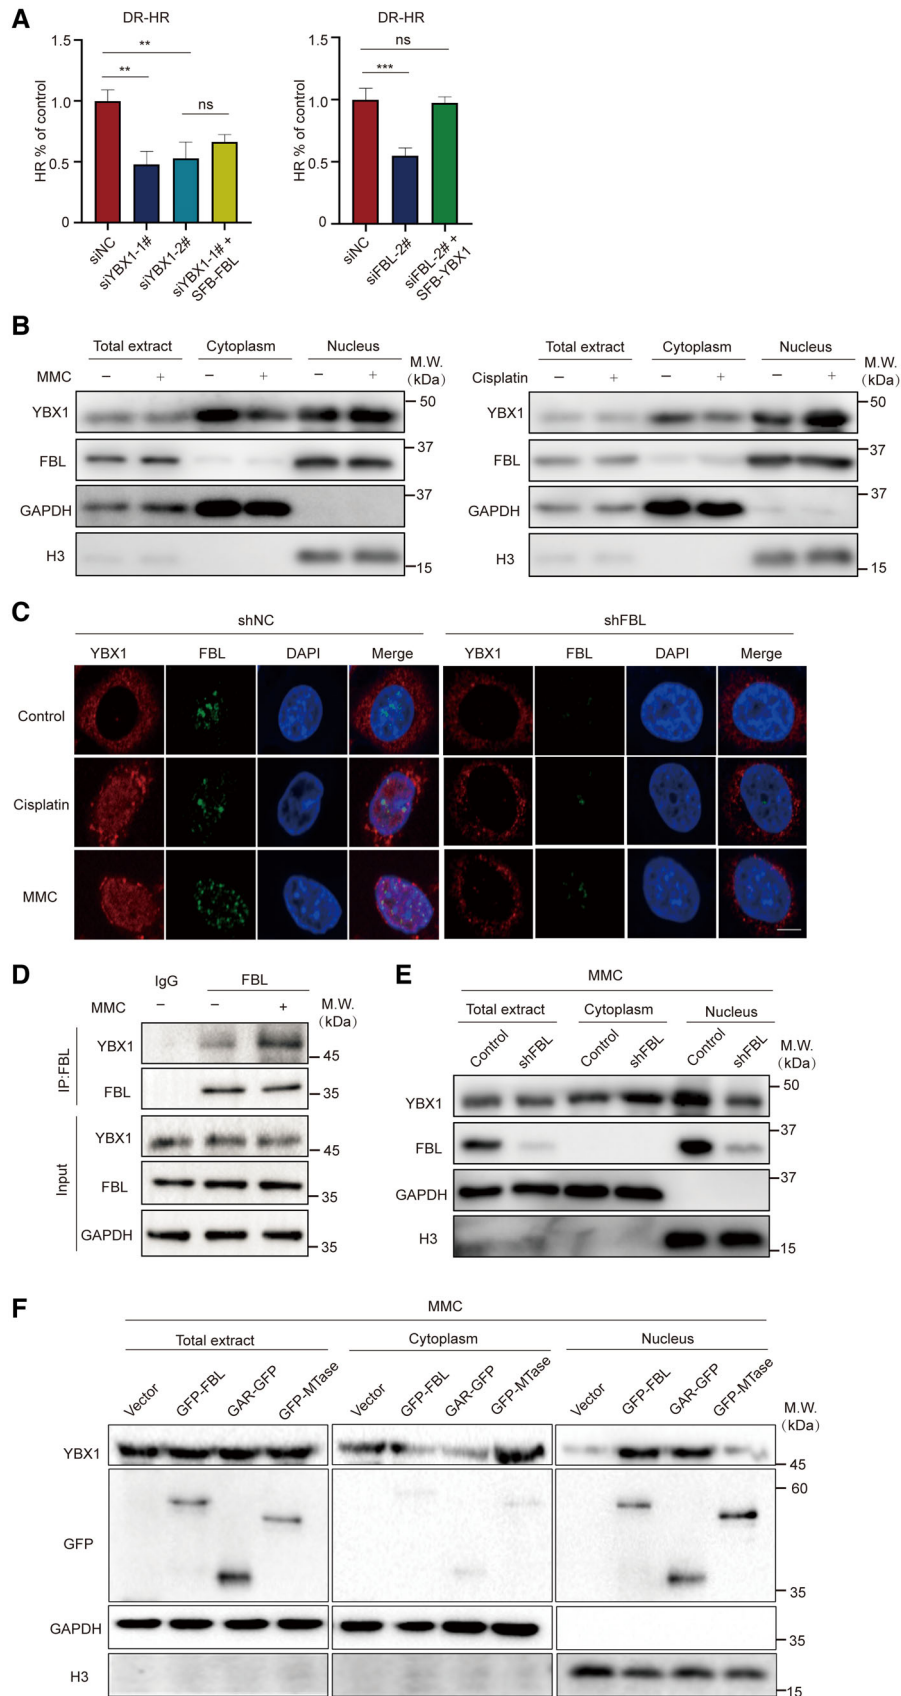 A
DR-HR
HR % of control
1.5
1.0
0.5
0
**
**
ns
siNC
siYBX1-1#
siYBX1-2#
siYBX1-1# +
SFB-FBL
DR-HR
HR % of control
1.5
1.0
0.5
0
ns
***
siNC
siFBL-2#
siFBL-2# +
SFB-YBX1
B
Total extract Cytoplasm Nucleus M.W.
MMC − + − + − + (kDa)
YBX1 50
FBL 37
GAPDH 37
H3 15
Total extract Cytoplasm Nucleus M.W.
Cisplatin − + − + − + (kDa)
YBX1 50
FBL 37
GAPDH 37
H3 15
C
shNC shFBL
YBX1 FBL DAPI Merge YBX1 FBL DAPI Merge
Control
Cisplatin
MMC
D
IgG FBL
MMC − − + M.W.
(kDa)
IP:FBL
YBX1 45
FBL 35
Input
YBX1 45
FBL 35
GAPDH 35
E
MMC
Total extract Cytoplasm Nucleus
Control shFBL Control shFBL Control shFBL M.W.
(kDa)
YBX1 50
FBL 37
GAPDH 37
H3 15
F
MMC
Total extract Cytoplasm Nucleus
Vector GFP-FBL GAR-GFP GFP-MTase Vector GFP-FBL GAR-GFP GFP-MTase Vector GFP-FBL GAR-GFP GFP-MTase M.W.
(kDa)
YBX1 45
60
GFP
35
GAPDH 35
H3 15